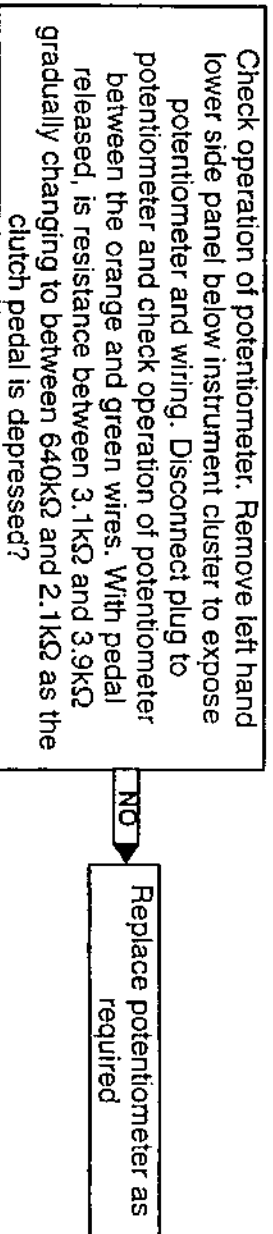 Check operation of potentiometer. Remove left hand
lower side panel below instrument cluster to expose
potentiometer and wiring. Disconnect plug to
potentiometer and check operation of potentiometer
between the orange and green wires. With pedal
released, is resistance between 3.1kΩ and 3.9kΩ
gradually changing to between 640kΩ and 2.1kΩ as the
clutch pedal is depressed?
NO
Replace potentiometer as
required